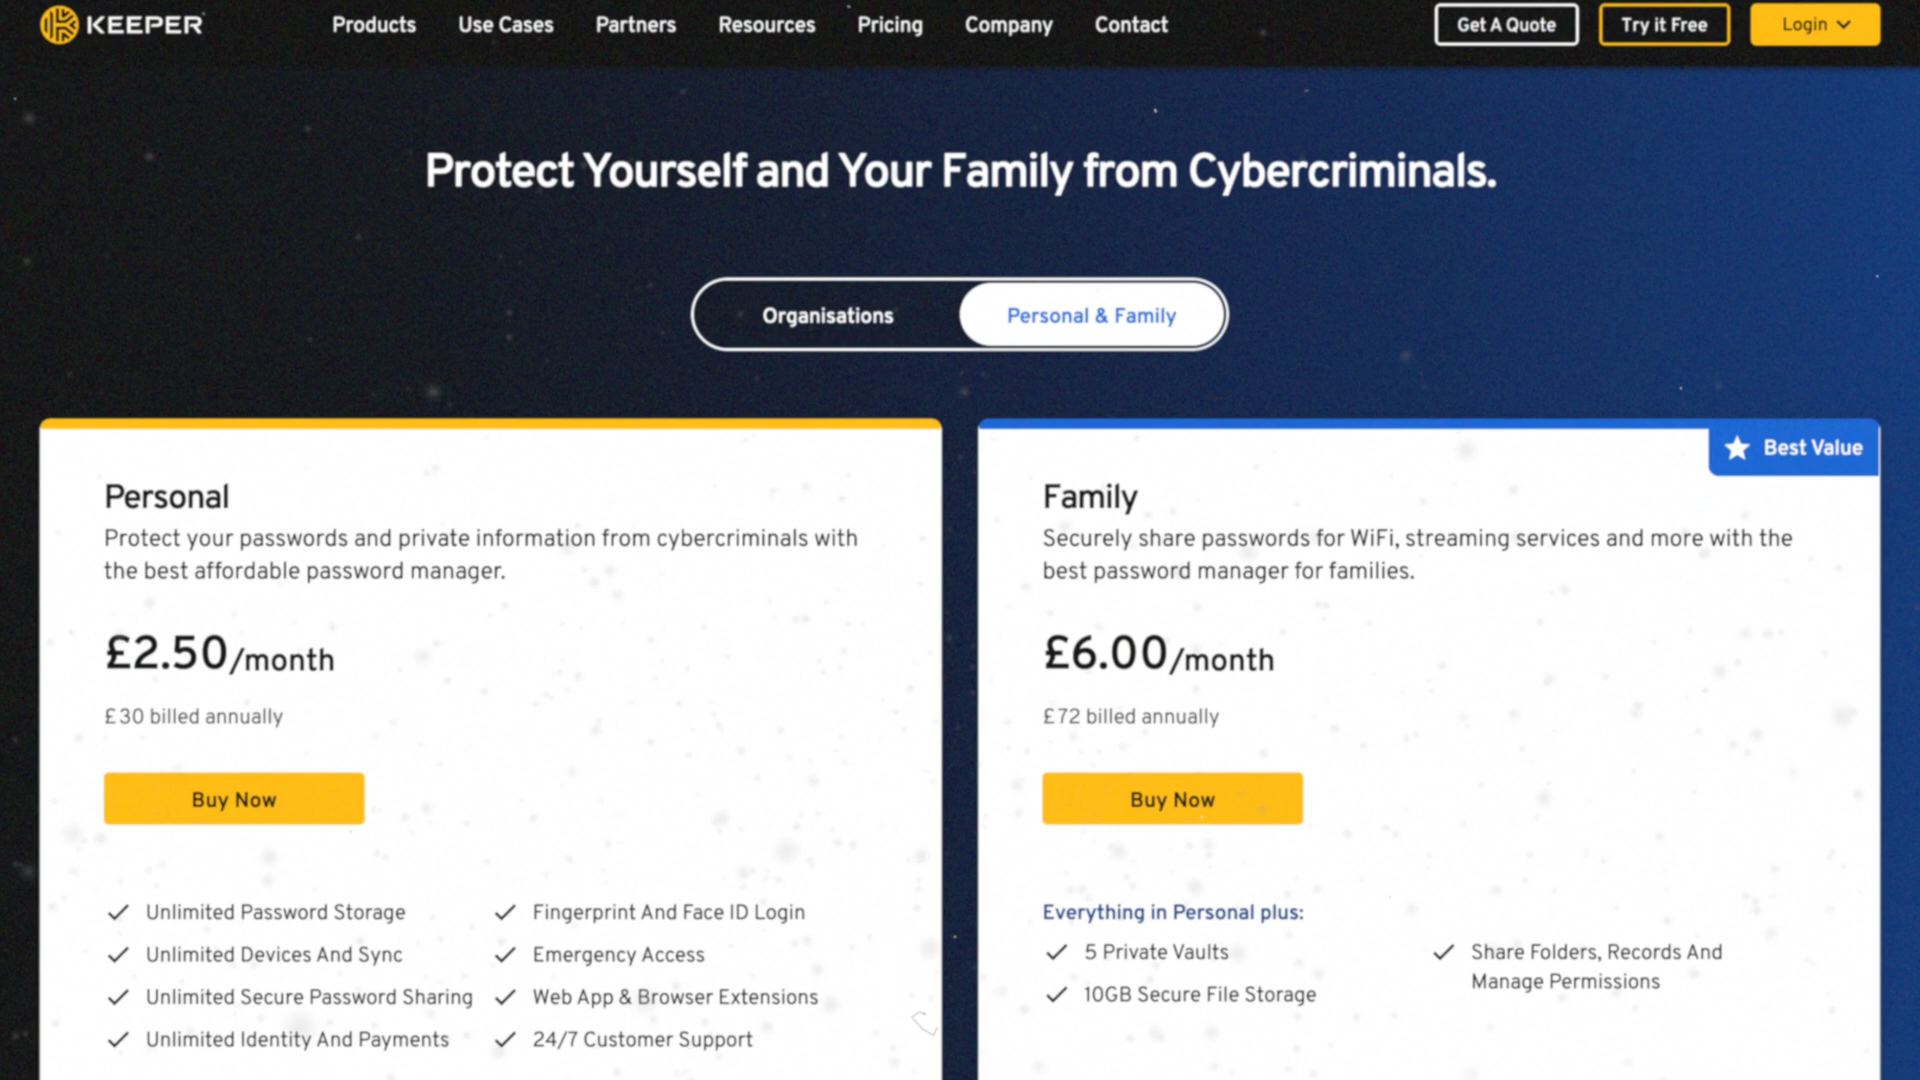 KEEPER
Products Use Cases Partners Resources Pricing Company Contact
Get A Quote Try it Free Login
Protect Yourself and Your Family from Cybercriminals.
Organisations Personal & Family
Personal
Protect your passwords and private information from cybercriminals with
the best affordable password manager.
£2.50/month
£30 billed annually
Buy Now
Unlimited Password Storage
Unlimited Devices And Sync
Unlimited Secure Password Sharing
Unlimited Identity And Payments
Fingerprint And Face ID Login
Emergency Access
Web App & Browser Extensions
24/7 Customer Support
Best Value
Family
Securely share passwords for WiFi, streaming services and more with the
best password manager for families.
£6.00/month
£72 billed annually
Buy Now
Everything in Personal plus:
5 Private Vaults
10GB Secure File Storage
Share Folders, Records And
Manage Permissions